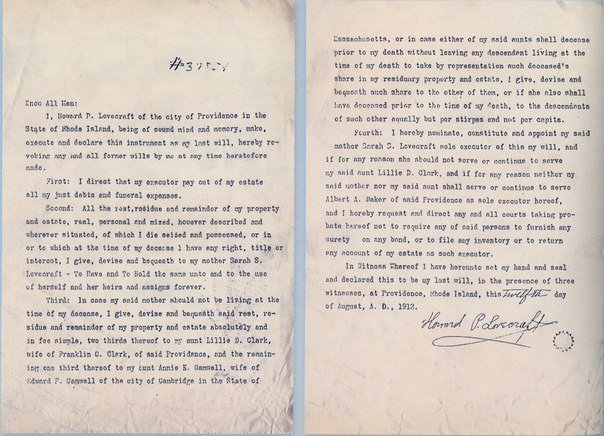 Know All Men:
I, Howard P. Lovecraft of the city of Providence in the
State of Rhode Island, being of sound mind and memory, make,
execute and declare this instrument as my last will, hereby re-
voking any and all former wills by me at any time heretofore
made.
First: I direct that my executor pay out of my estate
all my just debts and funeral expenses.
Second: All the rest, residue and remainder of my property
and estate, real, personal and mixed, however described and
wherever situated, of which I die seized and possessed, or in
or to which at the time of my decease I have any right, title or
interest, I give, devise and bequeath to my mother Sarah S.
Lovecraft - To Have and To Hold the same unto and to the use
of herself and her heirs and assigns forever.
Third: In case my said mother should not be living at the
time of my decease, I give, devise and bequeath said rest, re-
sidue and remainder of my property and estate absolutely and
in fee simple, two thirds thereof to my aunt Lillie D. Clark,
wife of Franklin C. Clark, of said Providence, and the remain-
ing one third thereof to my aunt Annie E. Gamwell, wife of
Edward F. Gamwell of the city of Cambridge in the State of
Massachusetts, or in case either of my said aunts shall decease
prior to my death without leaving any descendant living at the
time of my death to take by representation such deceased's
share in my residuary property and estate, I give, devise and
bequeath such share to the other of them, or if she also shall
have deceased prior to the time of my death, to the descendants
of such other equally but per stirpes and not per capita.
Fourth: I hereby nominate, constitute and appoint my said
mother Sarah S. Lovecraft sole executor of this my will, and
if for any reason she should not serve or continue to serve
my said aunt Lillie D. Clark, and if for any reason neither my
said mother nor my said aunt shall serve or continue to serve
Albert A. Baker of said Providence as sole executor hereof,
and I hereby request and direct any and all courts taking pro-
bate hereof not to require any of said persons to furnish any
surety on any bond, or to file any inventory or to return
any account of my estate as such executor.
In Witness Whereof I have hereunto set my hand and seal
and declared this to be my last will, in the presence of three
witnesses, at Providence, Rhode Island, this twelfth day
of August, A. D., 1912.
Howard P. Lovecraft